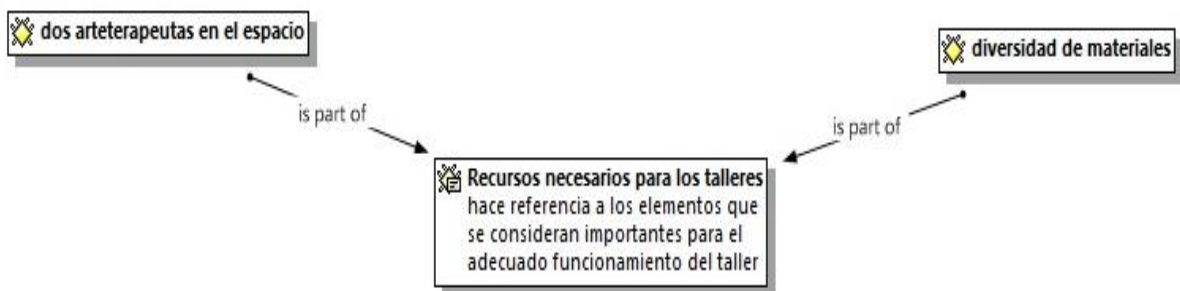 dos arteterapeutas en el espacio
diversidad de materiales
is part of
is part of
Recursos necesarios para los talleres
hace referencia a los elementos que
se consideran importantes para el
adecuado funcionamiento del taller